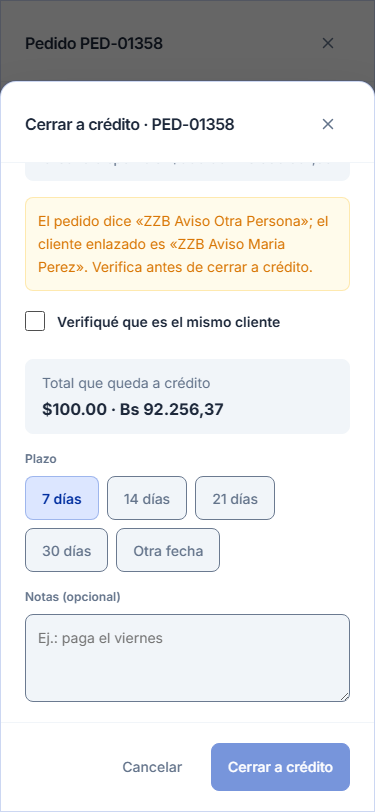 Pedido PED-01358
Cerrar a crédito · PED-01358
El pedido dice «ZZB Aviso Otra Persona»; el
cliente enlazado es «ZZB Aviso Maria
Perez». Verifica antes de cerrar a crédito.
Verifiqué que es el mismo cliente
Total que queda a crédito
$100.00 · Bs 92.256,37
Plazo
7 días
14 días
21 días
30 días
Otra fecha
Notas (opcional)
Ej.: paga el viernes
Cancelar
Cerrar a crédito